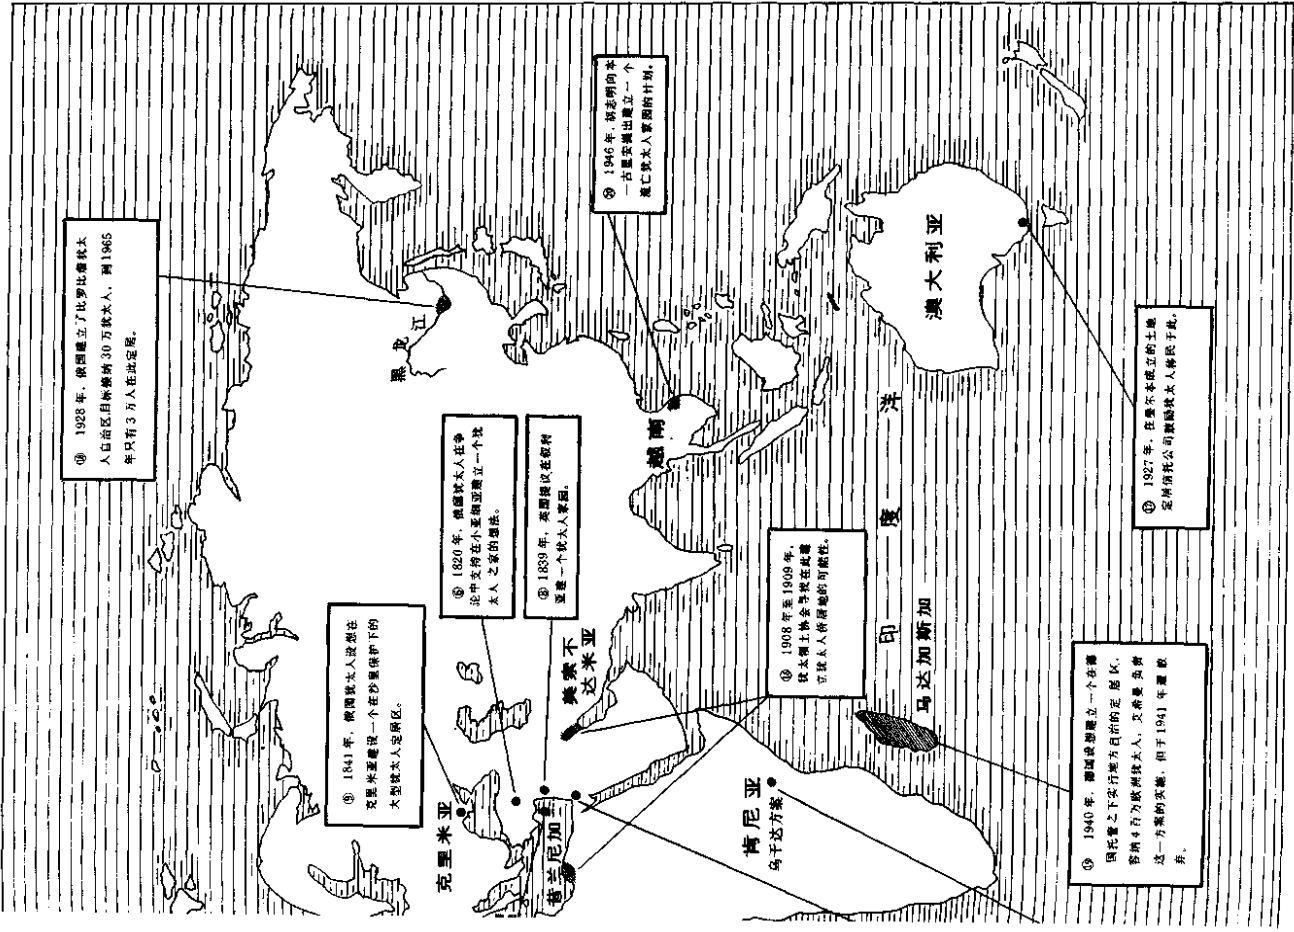 ⑱ 1928 年，俄国建立了比罗比詹犹太
人自治区目标接纳 30 万犹太人，到 1965
年只有 3 万人在此定居。
⑳ 1946 年，胡志明向本
一古里安提出建立一个
流亡犹太人家园的计划。
⑥ 1820 年，俄国犹太人在争
论中支持在小亚细亚建立一个犹
太人 之家的想法。
⑧ 1839 年，英国提议在叙利
亚建一个犹太人家园。
⑨ 1841 年，俄国犹太人设想在
克里米亚建设一个在沙皇保护下的
大型犹太人定居区。
⑯ 1908 年至 1909 年，
犹太领土协会寻找在此建
立犹太人侨居地的可能性。
⑰ 1927 年，在墨尔本成立的土地
定居信托公司鼓励犹太人移民于此。
⑲ 1940 年，德国设想建立一个在德
国托管之下实行地方自治的定 居 区，
容纳 4 百万欧洲犹太人，艾希曼 负责
这一方案的实施，但于 1941 年遭 放
弃。
黑龙江
越南
澳大利亚
印度洋
美索不
达米亚
马达加斯加
克里米亚
昔兰尼加
肯尼亚
乌干达方案